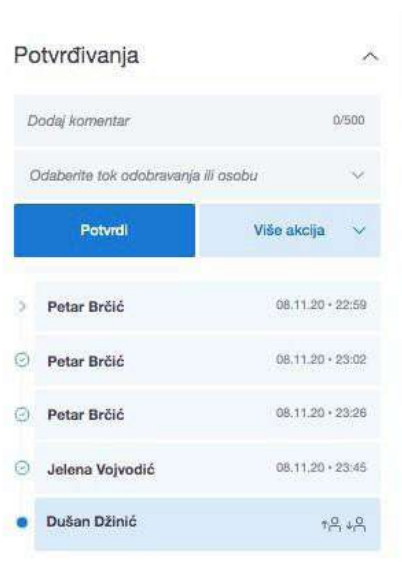 Potvrđivanja
Dodaj komentar 0/500
Odaberite tok odobravanja ili osobu
Potvrdi Više akcija
Petar Brčić 08.11.20 • 22:59
Petar Brčić 08.11.20 • 23:02
Petar Brčić 08.11.20 • 23:26
Jelena Vojvodić 08.11.20 • 23:45
Dušan Džinić